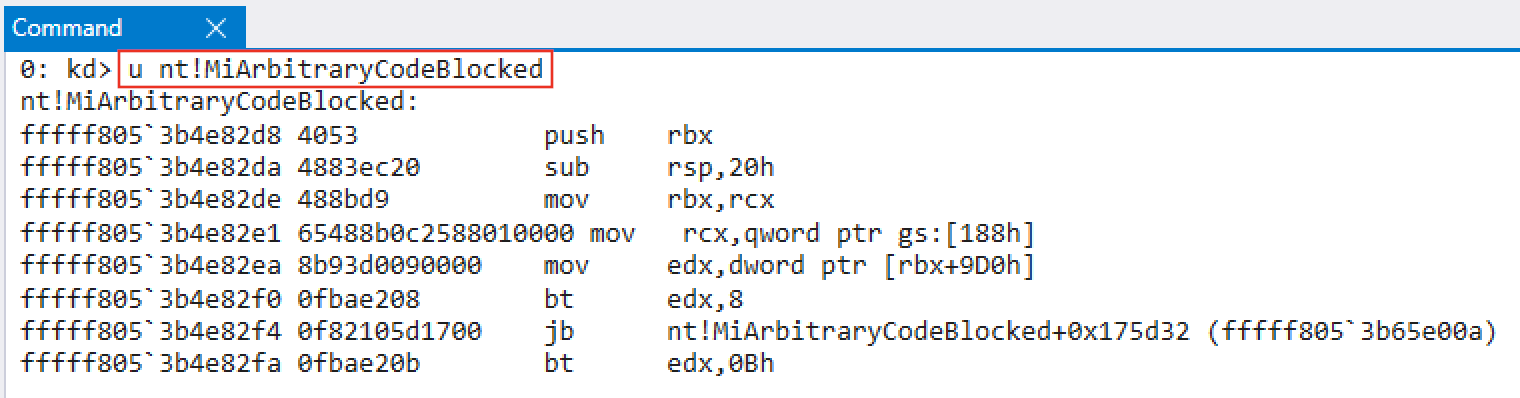 Command
0: kd> u nt!MiArbitraryCodeBlocked
nt!MiArbitraryCodeBlocked:
fffff805`3b4e82d8 4053            push    rbx
fffff805`3b4e82da 4883ec20        sub     rsp,20h
fffff805`3b4e82de 488bd9          mov     rbx,rcx
fffff805`3b4e82e1 65488b0c2588010000 mov   rcx,qword ptr gs:[188h]
fffff805`3b4e82ea 8b93d0090000    mov     edx,dword ptr [rbx+9D0h]
fffff805`3b4e82f0 0fbae208        bt      edx,8
fffff805`3b4e82f4 0f82105d1700    jb      nt!MiArbitraryCodeBlocked+0x175d32 (fffff805`3b65e00a)
fffff805`3b4e82fa 0fbae20b        bt      edx,0Bh